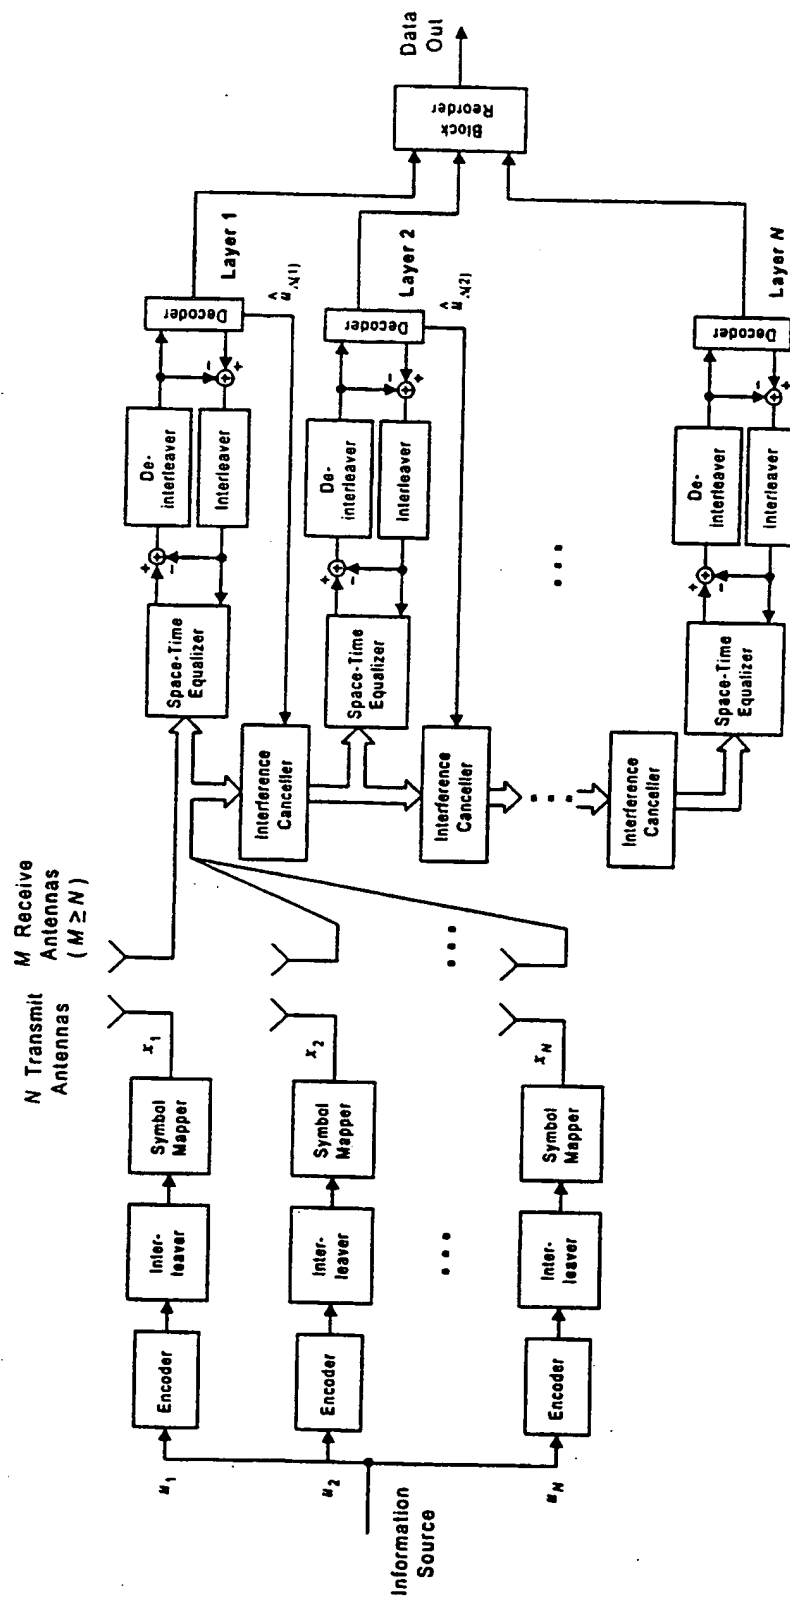 Information
Source
u_1
u_2
u_N
Encoder
Encoder
Encoder
Inter-
leaver
Inter-
leaver
Inter-
leaver
Symbol
Mapper
Symbol
Mapper
Symbol
Mapper
x_1
x_2
x_N
N Transmit
Antennas
M Receive
Antennas
( M ≥ N )
Space-Time
Equalizer
+
-
De-
interleaver
Interleaver
-
+
Decoder
Layer 1
û_λ(1)
Interference
Canceller
Space-Time
Equalizer
+
-
De-
interleaver
Interleaver
-
+
Decoder
Layer 2
û_λ(2)
Interference
Canceller
Interference
Canceller
Space-Time
Equalizer
+
-
De-
interleaver
Interleaver
-
+
Decoder
Layer N
Block
Reorder
Data
Out